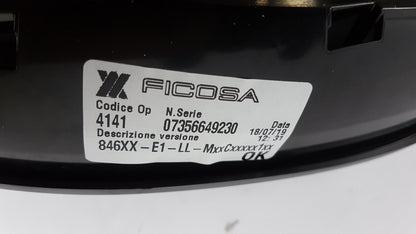 FICOSA
Codice Op N.Serie Data
4141 07356649230 18/07/19
Descrizione versione 12:31
846XX-E1-LL-MxxCxxxxx1xx
OK